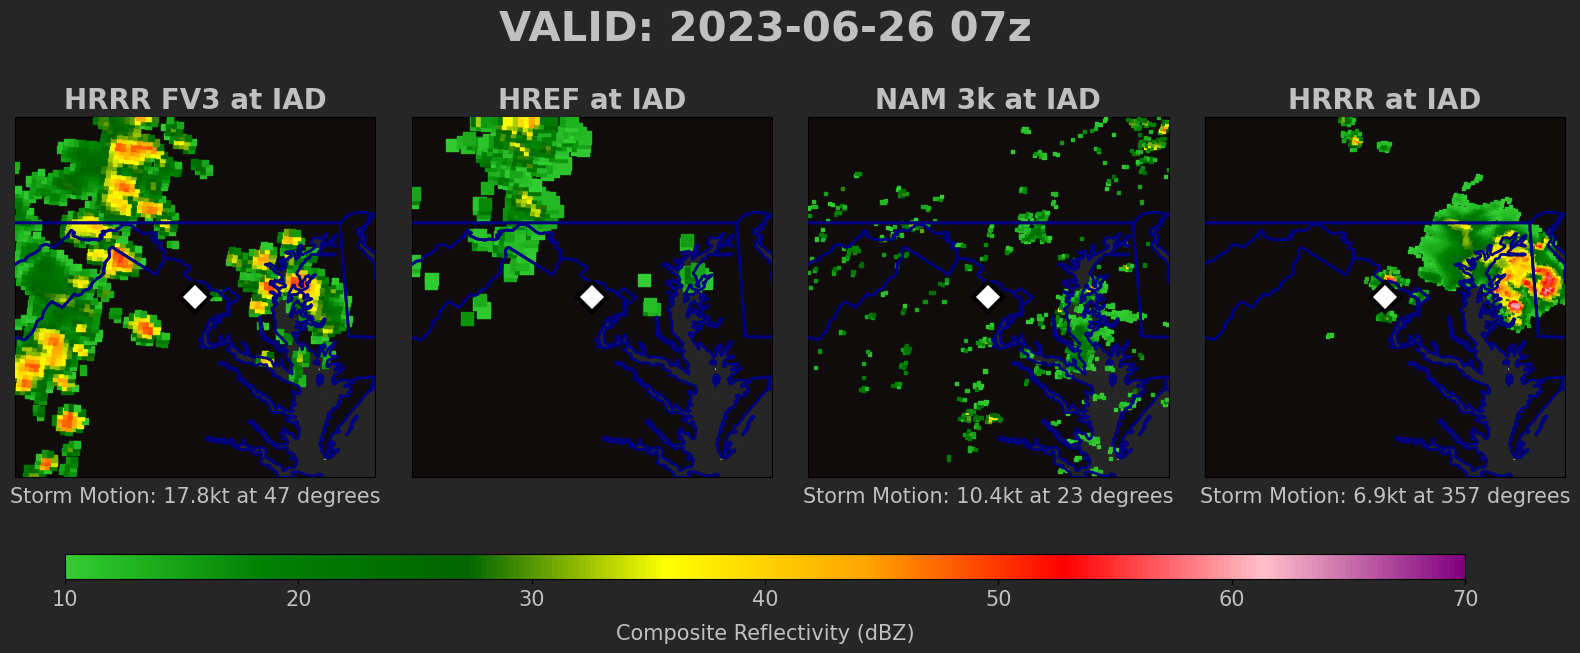 VALID: 2023-06-26 07z
HRRR FV3 at IAD
HREF at IAD
NAM 3k at IAD
HRRR at IAD
Storm Motion: 17.8kt at 47 degrees
Storm Motion: 10.4kt at 23 degrees
Storm Motion: 6.9kt at 357 degrees
10 20 30 40 50 60 70
Composite Reflectivity (dBZ)